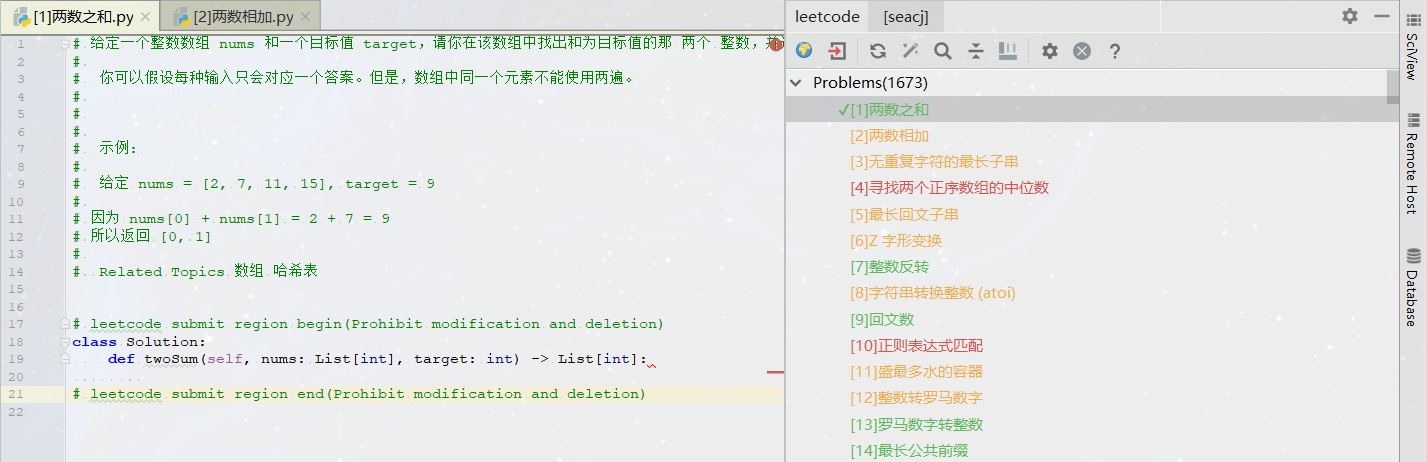 [1]两数之和.py
[2]两数相加.py
1 # 给定一个整数数组 nums 和一个目标值 target，请你在该数组中找出和为目标值的那 两个 整数，
2 #
3 # 你可以假设每种输入只会对应一个答案。但是，数组中同一个元素不能使用两遍。
4 #
5 #
6 #
7 # 示例:
8 #
9 # 给定 nums = [2, 7, 11, 15], target = 9
10 #
11 # 因为 nums[0] + nums[1] = 2 + 7 = 9
12 # 所以返回 [0, 1]
13 #
14 # Related Topics 数组 哈希表
15
16
17 # leetcode submit region begin(Prohibit modification and deletion)
18 class Solution:
19     def twoSum(self, nums: List[int], target: int) -> List[int]:
20
21 # leetcode submit region end(Prohibit modification and deletion)
22
leetcode [seacj]
Problems(1673)
✓[1]两数之和
[2]两数相加
[3]无重复字符的最长子串
[4]寻找两个正序数组的中位数
[5]最长回文子串
[6]Z 字形变换
[7]整数反转
[8]字符串转换整数 (atoi)
[9]回文数
[10]正则表达式匹配
[11]盛最多水的容器
[12]整数转罗马数字
[13]罗马数字转整数
[14]最长公共前缀
SciView
Remote Host
Database